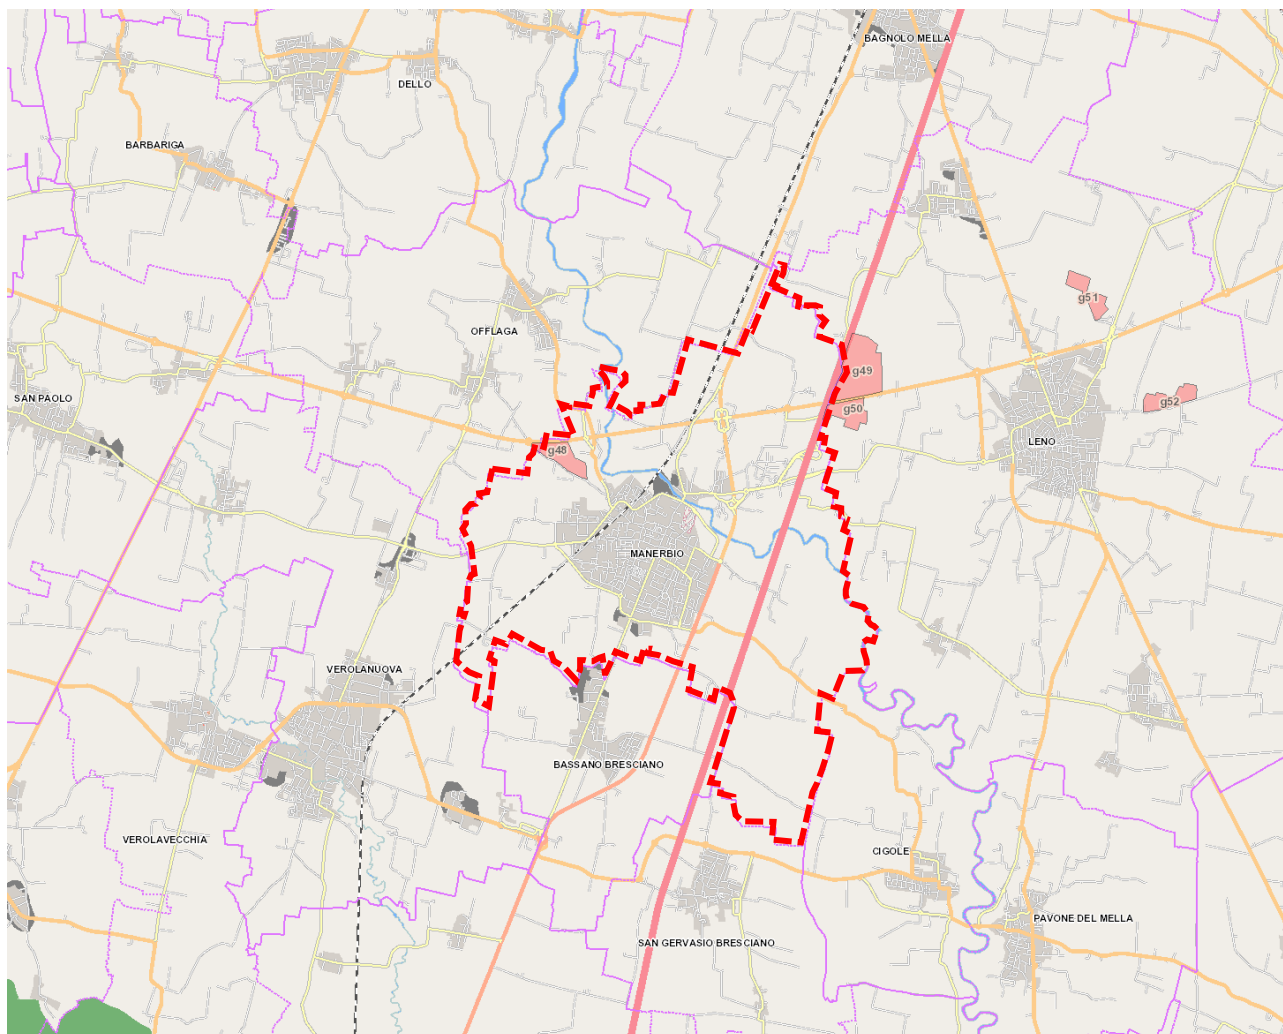 BAGNOLO MELLA
DELLO
BARBARIGA
g51
OFFLAGA
g49
SAN PAOLO
g52
g50
LENO
g48
MANERBIO
VEROLANUOVA
BASSANO BRESCIANO
VEROLAVECCHIA
CIGOLE
PAVONE DEL MELLA
SAN GERVASIO BRESCIANO